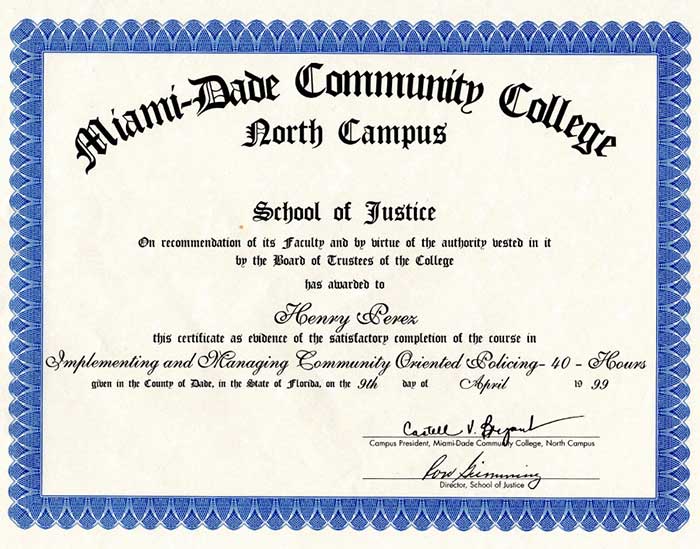 Miami-Dade Community College
North Campus
School of Justice
On recommendation of its Faculty and by virtue of the authority vested in it
by the Board of Trustees of the College
has awarded to
Henry Perez
this certificate as evidence of the satisfactory completion of the course in
Implementing and Managing Community Oriented Policing- 40 - Hours
given in the County of Dade, in the State of Florida, on the 9th day of April 19 99
Castell V. Bryant
Campus President, Miami-Dade Community College, North Campus
Director, School of Justice